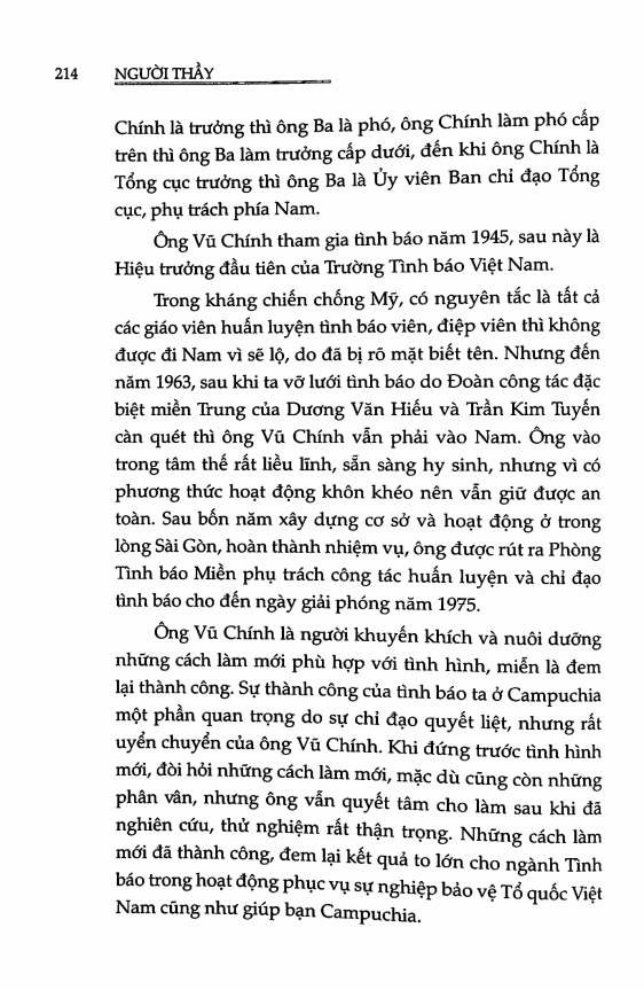 214 NGƯỜI THẦY
Chính là trưởng thì ông Ba là phó, ông Chính làm phó cấp
trên thì ông Ba làm trưởng cấp dưới, đến khi ông Chính là
Tổng cục trưởng thì ông Ba là Ủy viên Ban chỉ đạo Tổng
cục, phụ trách phía Nam.
Ông Vũ Chính tham gia tình báo năm 1945, sau này là
Hiệu trưởng đầu tiên của Trường Tình báo Việt Nam.
Trong kháng chiến chống Mỹ, có nguyên tắc là tất cả
các giáo viên huấn luyện tình báo viên, điệp viên thì không
được đi Nam vì sẽ lộ, do đã bị rõ mặt biết tên. Nhưng đến
năm 1963, sau khi ta vỡ lưới tình báo do Đoàn công tác đặc
biệt miền Trung của Dương Văn Hiếu và Trần Kim Tuyến
càn quét thì ông Vũ Chính vẫn phải vào Nam. Ông vào
trong tâm thế rất liều lĩnh, sẵn sàng hy sinh, nhưng vì có
phương thức hoạt động khôn khéo nên vẫn giữ được an
toàn. Sau bốn năm xây dựng cơ sở và hoạt động ở trong
lòng Sài Gòn, hoàn thành nhiệm vụ, ông được rút ra Phòng
Tình báo Miền phụ trách công tác huấn luyện và chỉ đạo
tình báo cho đến ngày giải phóng năm 1975.
Ông Vũ Chính là người khuyến khích và nuôi dưỡng
những cách làm mới phù hợp với tình hình, miễn là đem
lại thành công. Sự thành công của tình báo ta ở Campuchia
một phần quan trọng do sự chỉ đạo quyết liệt, nhưng rất
uyển chuyển của ông Vũ Chính. Khi đứng trước tình hình
mới, đòi hỏi những cách làm mới, mặc dù cũng còn những
phân vân, nhưng ông vẫn quyết tâm cho làm sau khi đã
nghiên cứu, thử nghiệm rất thận trọng. Những cách làm
mới đã thành công, đem lại kết quả to lớn cho ngành Tình
báo trong hoạt động phục vụ sự nghiệp bảo vệ Tổ quốc Việt
Nam cũng như giúp bạn Campuchia.